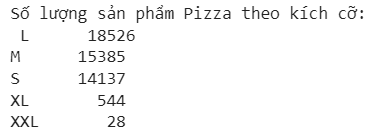 Số lượng sản phẩm Pizza theo kích cỡ:
L 18526
M 15385
S 14137
XL 544
XXL 28